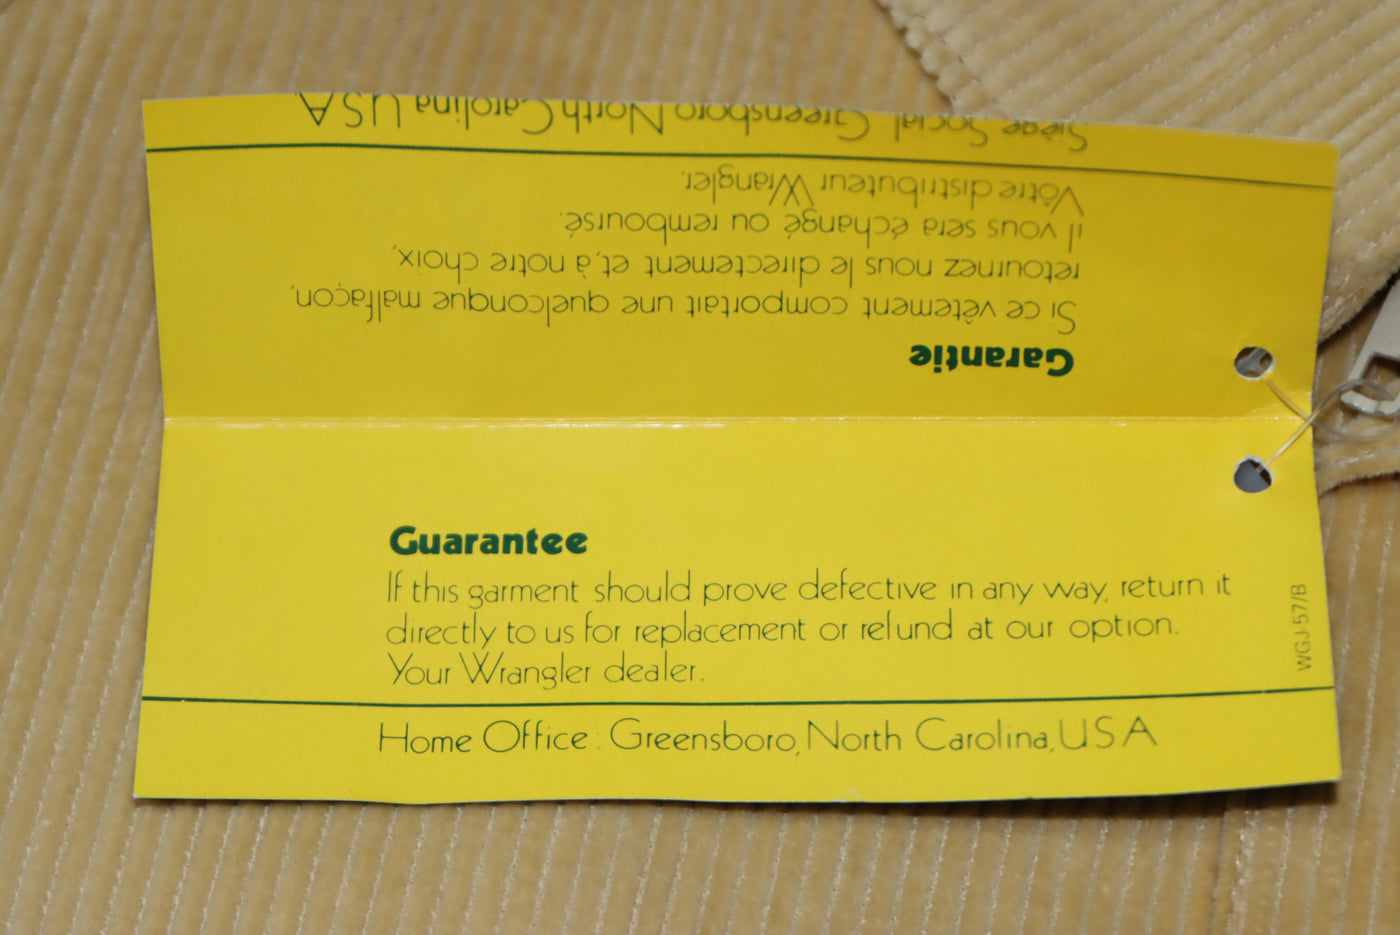 Guarantee
If this garment should prove defective in any way, return it
directly to us for replacement or refund at our option.
Your Wrangler dealer.
Home Office: Greensboro, North Carolina, USA
WGJ-57/B
Garantie
Si ce vêtement comportait une quelconque malfaçon,
retournez nous le directement et, à notre choix,
il vous sera échangé ou remboursé.
Vôtre distributeur Wrangler.
Siège Social: Greensboro North Carolina USA